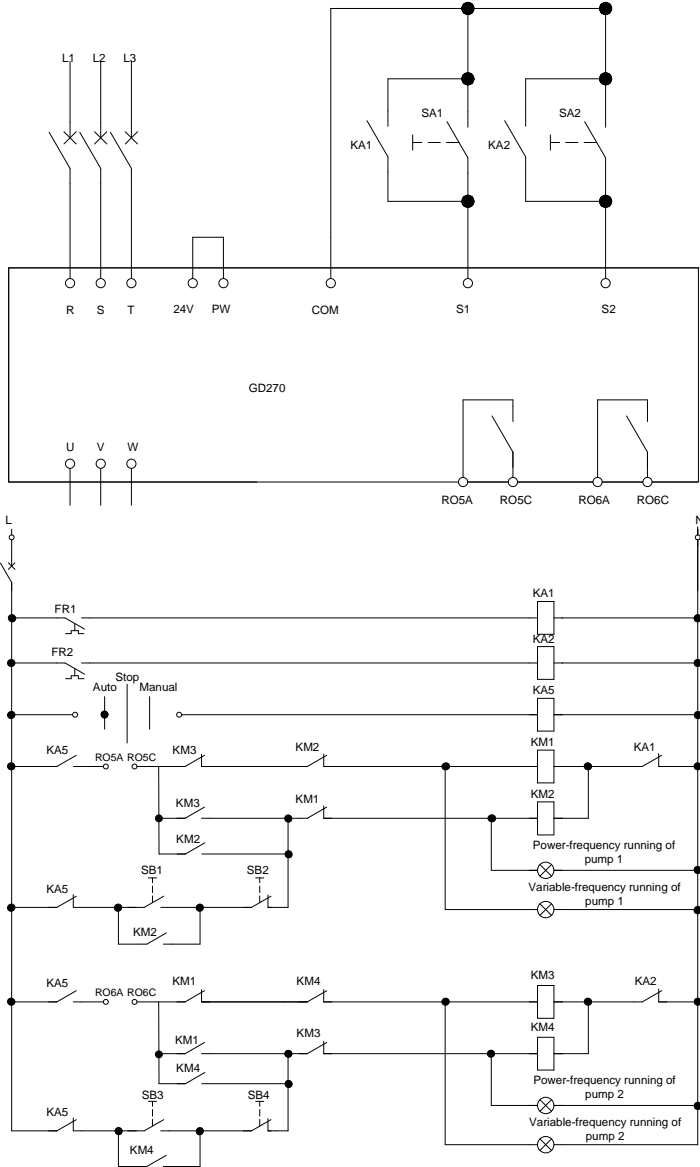 L1 L2 L3
SA1 SA2
KA1 KA2
R S T 24V PW COM S1 S2
GD270
U V W
RO5A RO5C RO6A RO6C
L N
FR1 KA1
FR2 KA2
Stop
Auto Manual KA5
KA5 RO5A RO5C KM3 KM2 KM1 KA1
KM3 KM1 KM2
KM2
Power-frequency running of
pump 1
KA5 SB1 SB2
Variable-frequency running of
pump 1
KM2
KA5 RO6A RO6C KM1 KM4 KM3 KA2
KM1 KM3 KM4
KM4
Power-frequency running of
pump 2
KA5 SB3 SB4
Variable-frequency running of
pump 2
KM4